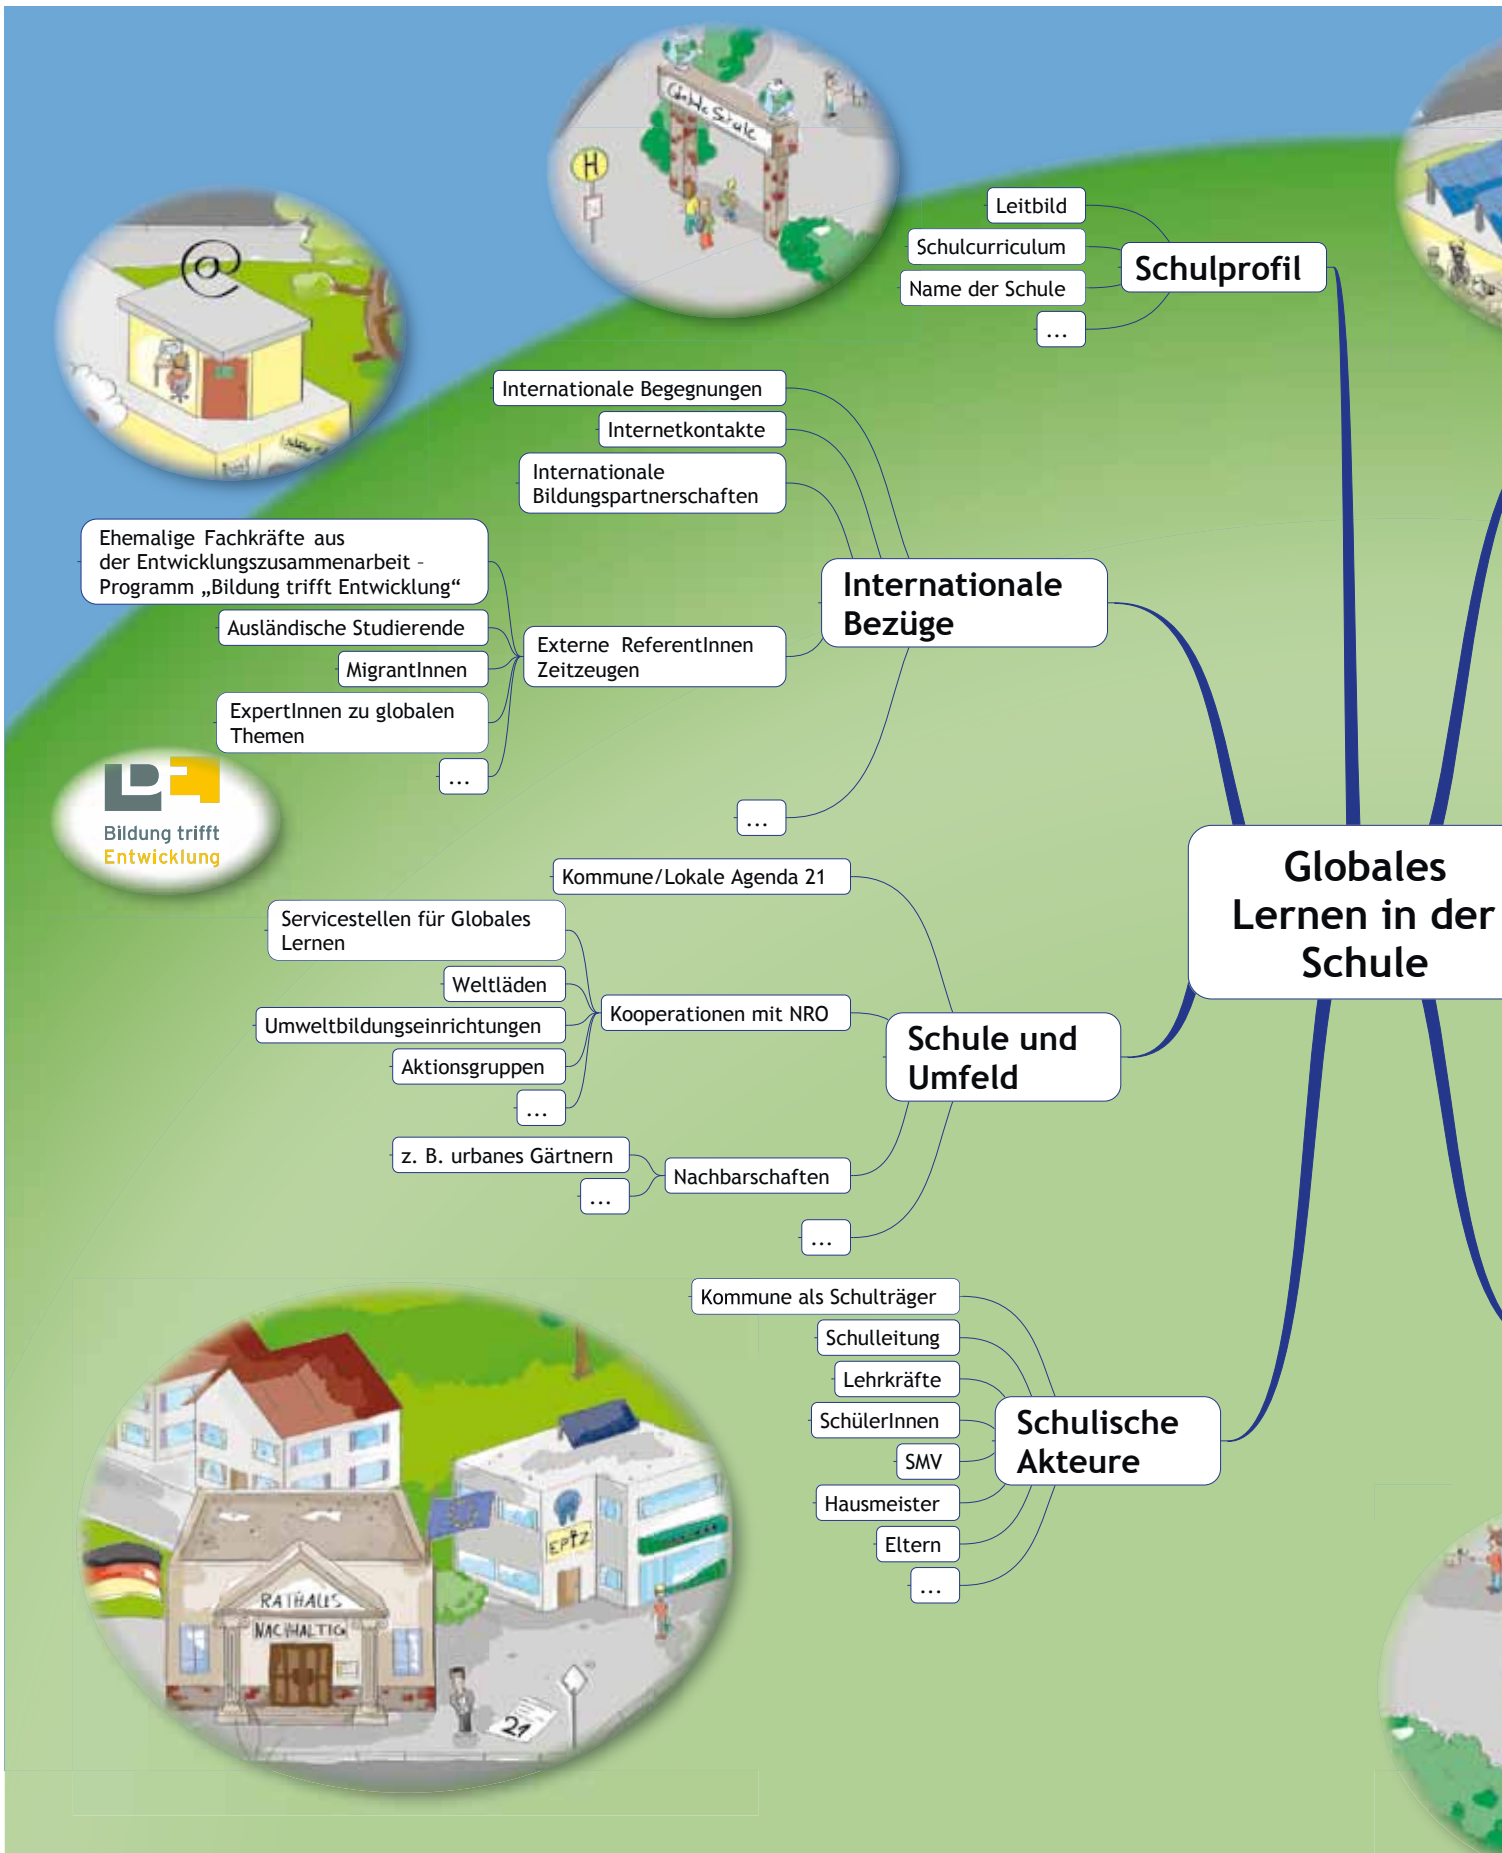 Globale Schule
H
@
Leitbild
Schulcurriculum
Name der Schule
...
Schulprofil
Internationale Begegnungen
Internetkontakte
Internationale
Bildungspartnerschaften
Internationale
Bezüge
Ehemalige Fachkräfte aus
der Entwicklungszusammenarbeit –
Programm „Bildung trifft Entwicklung“
Ausländische Studierende
MigrantInnen
ExpertInnen zu globalen
Themen
...
Externe ReferentInnen
Zeitzeugen
...
Bildung trifft
Entwicklung
Globales
Lernen in der
Schule
Kommune/Lokale Agenda 21
Servicestellen für Globales
Lernen
Weltläden
Umweltbildungseinrichtungen
Aktionsgruppen
...
Kooperationen mit NRO
Schule und
Umfeld
z. B. urbanes Gärtnern
...
Nachbarschaften
...
Kommune als Schulträger
Schulleitung
Lehrkräfte
SchülerInnen
SMV
Hausmeister
Eltern
...
Schulische
Akteure
EPIZ
RATHAUS
NACHHALTIG
21